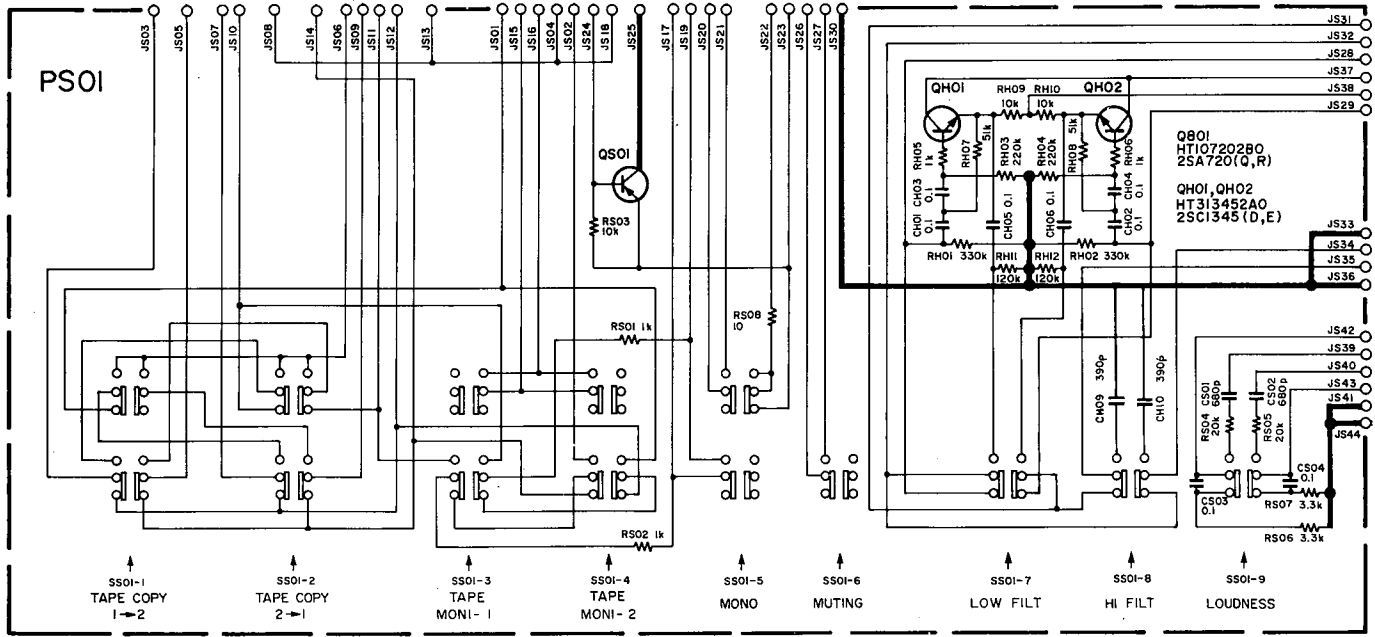 JS03
JS05
JS07
JS10
JS08
JS14
JS06
JS09
JS11
JS12
JS13
JS01
JS15
JS16
JS04
JS02
JS24
JS18
JS25
JS17
JS19
JS20
JS21
JS22
JS23
JS26
JS27
JS30
JS31
JS32
JS28
JS37
JS38
JS29
PS01
QH01
RH09
10k
RH10
10k
QH02
Q801
HT107202B0
2SA720(Q,R)
QH01,QH02
HT313452A0
2SC1345(D,E)
RH05
1k
RH07
51k
RH03
220k
RH04
220k
51k
RH08
RH06
1k
CH03
0.1
CH01
0.1
CH05 0.1
CH06 0.1
CH04
0.1
CH02
0.1
QS01
RS03
10k
RH01 330k
RH11
120k
RH12
120k
RH02 330k
JS33
JS34
JS35
JS36
RS01 1k
RS08
10
JS42
JS39
JS40
JS43
JS41
JS44
CH09 390p
CH10 390p
RS04
20k
CS01
680p
RS05
20k
CS02
680p
CS03
0.1
CS04
0.1
RS07 3.3k
RS06 3.3k
RS02 1k
SS01-1
TAPE COPY
1→2
SS01-2
TAPE COPY
2→1
SS01-3
TAPE
MONI-1
SS01-4
TAPE
MONI-2
SS01-5
MONO
SS01-6
MUTING
SS01-7
LOW FILT
SS01-8
HI FILT
SS01-9
LOUDNESS